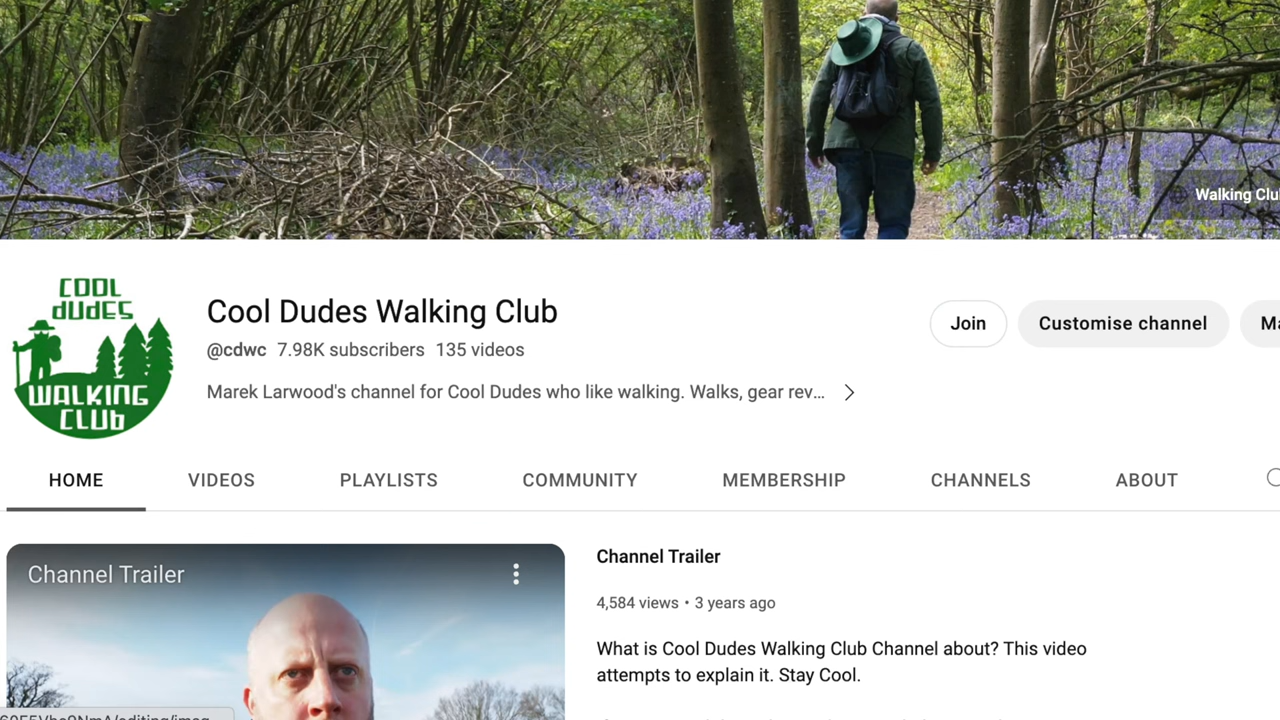 Walking Clu
COOL
dUdES
WALKING
CLUb
Cool Dudes Walking Club
@cdwc 7.98K subscribers 135 videos
Marek Larwood's channel for Cool Dudes who like walking. Walks, gear rev...
Join
Customise channel
Ma
HOME
VIDEOS
PLAYLISTS
COMMUNITY
MEMBERSHIP
CHANNELS
ABOUT
Channel Trailer
Channel Trailer
4,584 views • 3 years ago
What is Cool Dudes Walking Club Channel about? This video
attempts to explain it. Stay Cool.